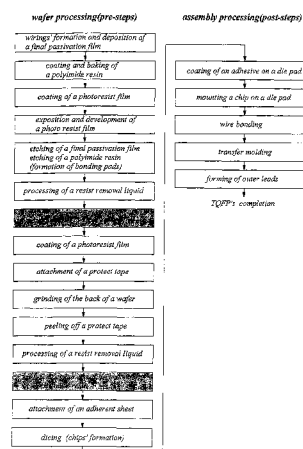 wafer processing(pre-steps)
wirings' formation and deposition of
a final passivation film
coating and baking of
a polyimide resin
coating of a photoresist film
exposition and development of
a photo resist film
etching of a final passivation film
etching of a polyimide resin
(formation of bonding pads)
processing of a resist removal liquid
coating of a photoresist film
attachment of a protect tape
grinding of the back of a wafer
peeling off a protect tape
processing of a resist removal liquid
attachment of an adherent sheet
dicing (chips' formation)
assembly processing(post-steps)
coating of an adhesive on a die pad
mounting a chip on a die pad
wire bonding
transfer molding
forming of outer leads
TQFP's completion